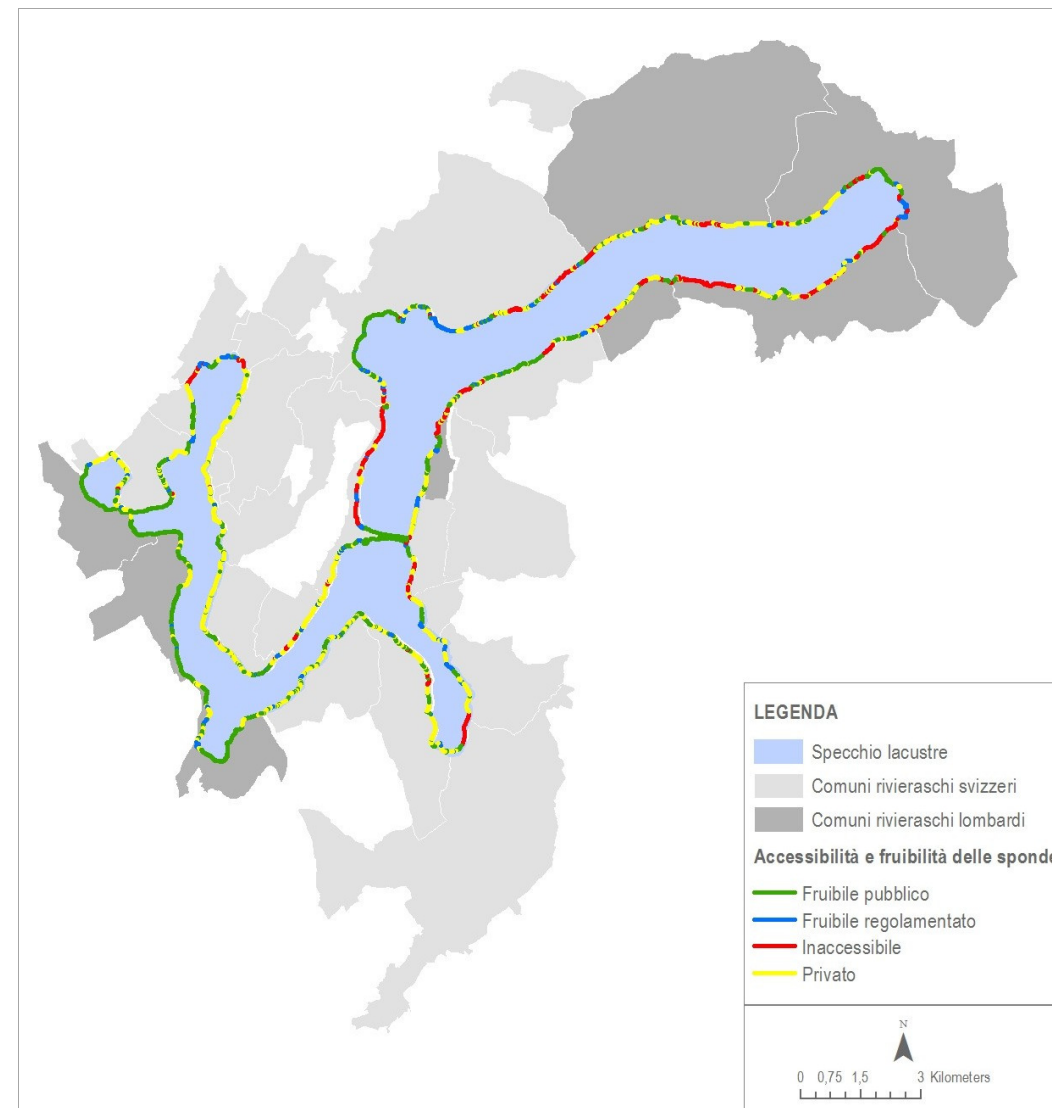 LEGENDA
Specchio lacustre
Comuni rivieraschi svizzeri
Comuni rivieraschi lombardi
Accessibilità e fruibilità delle sponde
Fruibile pubblico
Fruibile regolamentato
Inaccessibile
Privato
N
0 0,75 1,5 3 Kilometers